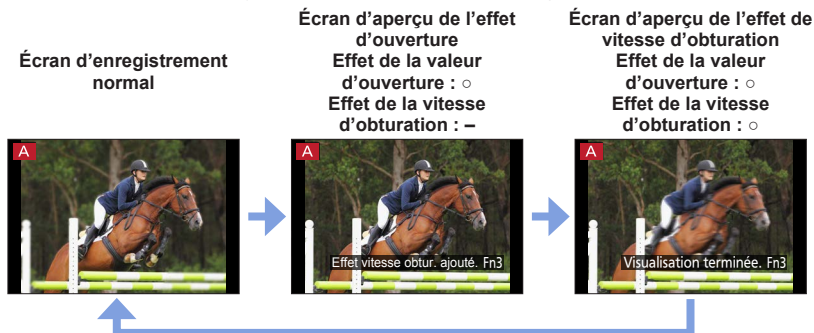 Écran d'enregistrement
normal
A
Écran d'aperçu de l'effet
d'ouverture
Effet de la valeur
d'ouverture : ○
Effet de la vitesse
d'obturation : –
A
Effet vitesse obtur. ajouté. Fn3
Écran d'aperçu de l'effet de
vitesse d'obturation
Effet de la valeur
d'ouverture : ○
Effet de la vitesse
d'obturation : ○
A
Visualisation terminée. Fn3